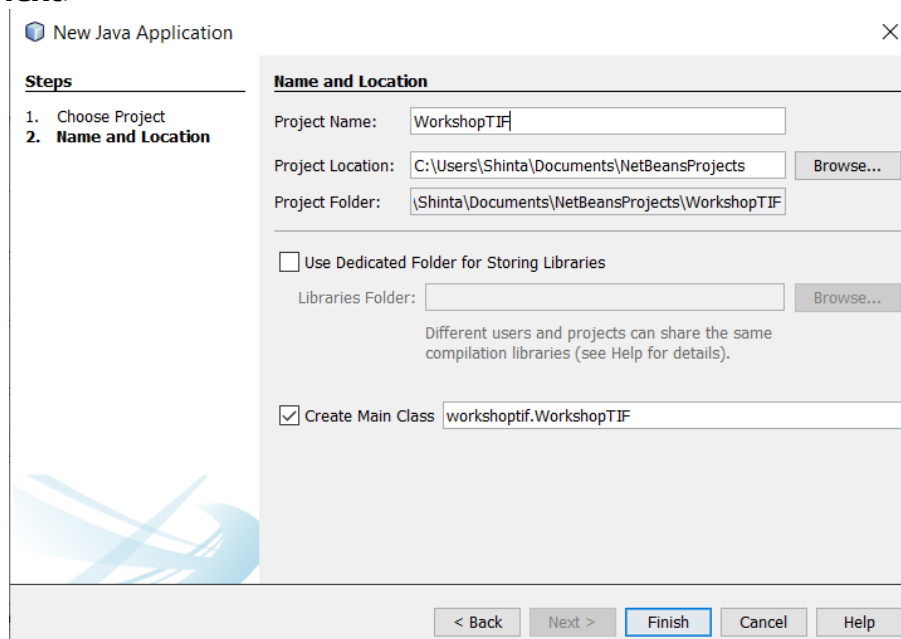 New Java Application
Steps
1. Choose Project
2. Name and Location
Name and Location
Project Name: WorkshopTIF
Project Location: C:\Users\Shinta\Documents\NetBeansProjects Browse...
Project Folder: \Shinta\Documents\NetBeansProjects\WorkshopTIF
Use Dedicated Folder for Storing Libraries
Libraries Folder: Browse...
Different users and projects can share the same
compilation libraries (see Help for details).
Create Main Class workshoptif.WorkshopTIF
< Back Next > Finish Cancel Help